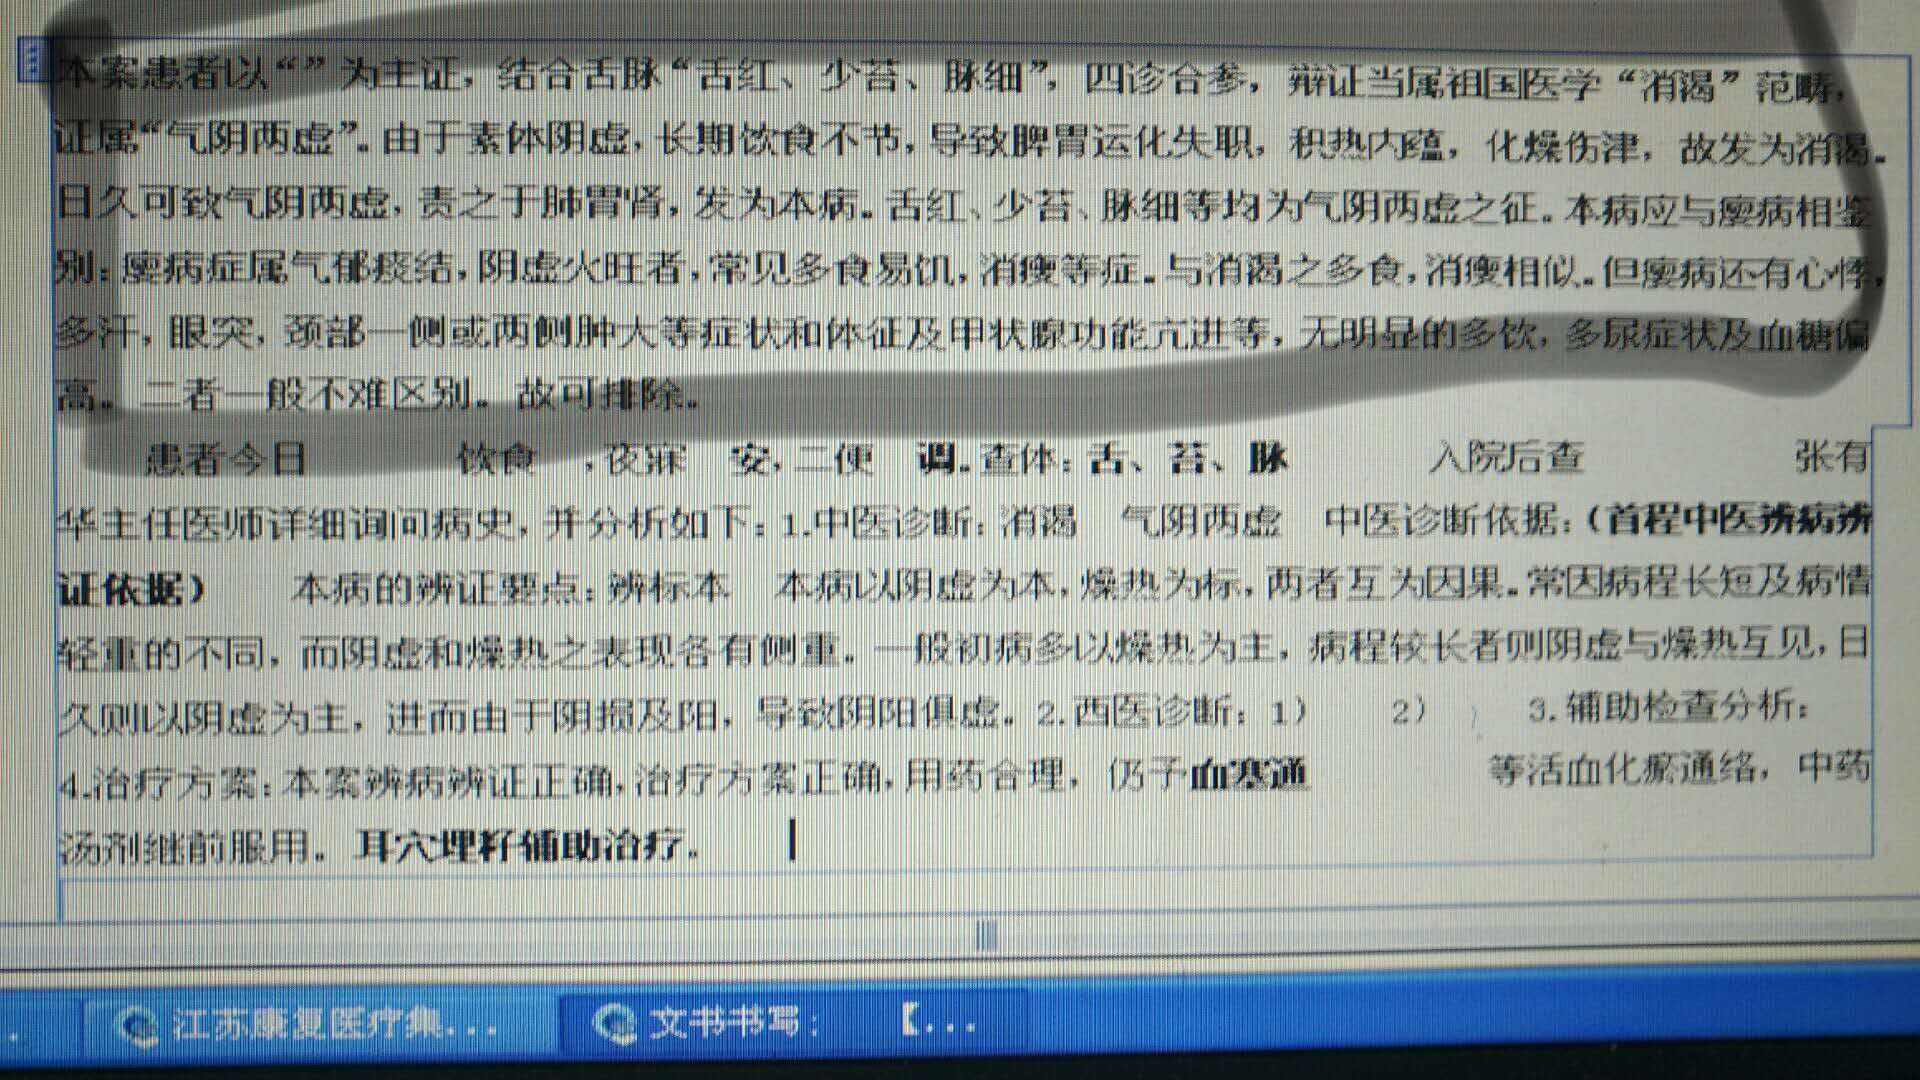 本案患者以“”为主证，结合舌脉“舌红、少苔、脉细”，四诊合参，辩证当属祖国医学“消渴”范畴，
证属“气阴两虚”。由于素体阴虚，长期饮食不节，导致脾胃运化失职，积热内蕴，化燥伤津，故发为消渴。
日久可致气阴两虚，责之于肺胃肾，发为本病。舌红、少苔、脉细等均为气阴两虚之征。本病应与瘿病相鉴
别：瘿病症属气郁痰结，阴虚火旺者，常见多食易饥，消瘦等症。与消渴之多食，消瘦相似。但瘿病还有心悸，
多汗，眼突，颈部一侧或两侧肿大等症状和体征及甲状腺功能亢进等，无明显的多饮，多尿症状及血糖偏
高。二者一般不难区别。故可排除。
患者今日 饮食 ，夜寐 安，二便 调。查体：舌、苔、脉 入院后查 张有
华主任医师详细询问病史，并分析如下：1.中医诊断：消渴 气阴两虚 中医诊断依据：（首程中医辨病辨
证依据） 本病的辨证要点：辨标本 本病以阴虚为本，燥热为标，两者互为因果。常因病程长短及病情
轻重的不同，而阴虚和燥热之表现各有侧重。一般初病多以燥热为主，病程较长者则阴虚与燥热互见，日
久则以阴虚为主，进而由于阴损及阳，导致阴阳俱虚。2.西医诊断：1） 2） 3.辅助检查分析：
4.治疗方案：本案辨病辨证正确，治疗方案正确，用药合理，仍予血塞通 等活血化瘀通络，中药
汤剂继前服用。耳穴埋籽辅助治疗。
江苏康复医疗集... 文书书写； 【...